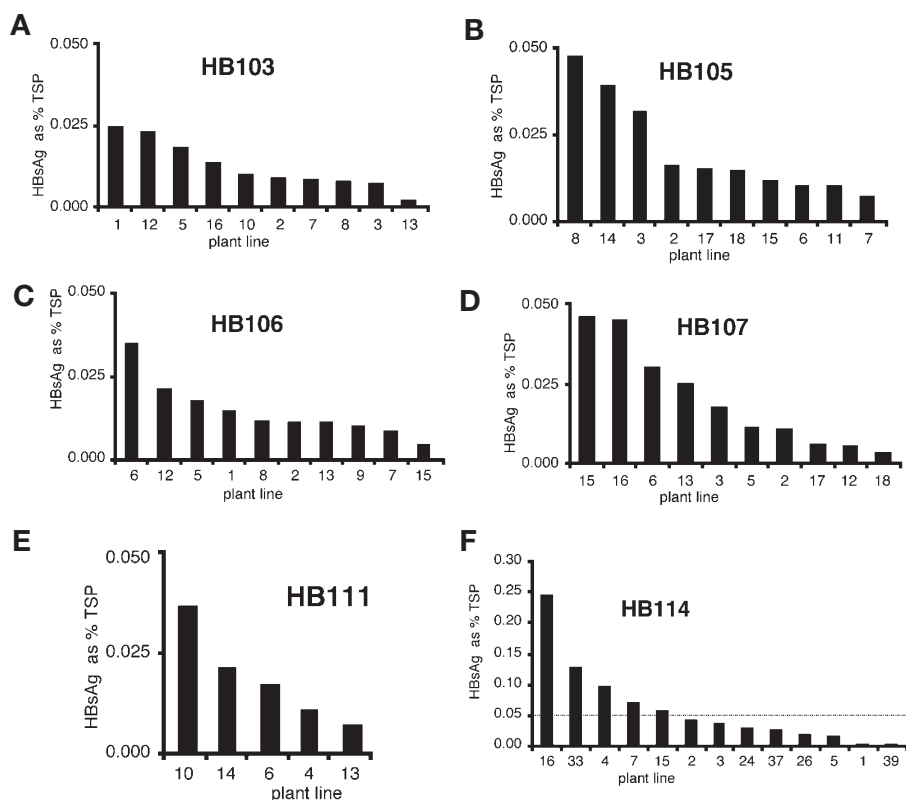 A
HB103
HBsAg as % TSP
0.050
0.025
0.000
1 12 5 16 10 2 7 8 3 13
plant line
B
HB105
HBsAg as % TSP
0.050
0.025
0.000
8 14 3 2 17 18 15 6 11 7
plant line
C
HB106
HBsAg as % TSP
0.050
0.025
0.000
6 12 5 1 8 2 13 9 7 15
plant line
D
HB107
HBsAg as % TSP
0.050
0.025
0.000
15 16 6 13 3 5 2 17 12 18
plant line
E
HB111
HBsAg as % TSP
0.050
0.025
0.000
10 14 6 4 13
plant line
F
HB114
HBsAg as % TSP
0.30
0.25
0.20
0.15
0.10
0.05
0.00
16 33 4 7 15 2 3 24 37 26 5 1 39
plant line